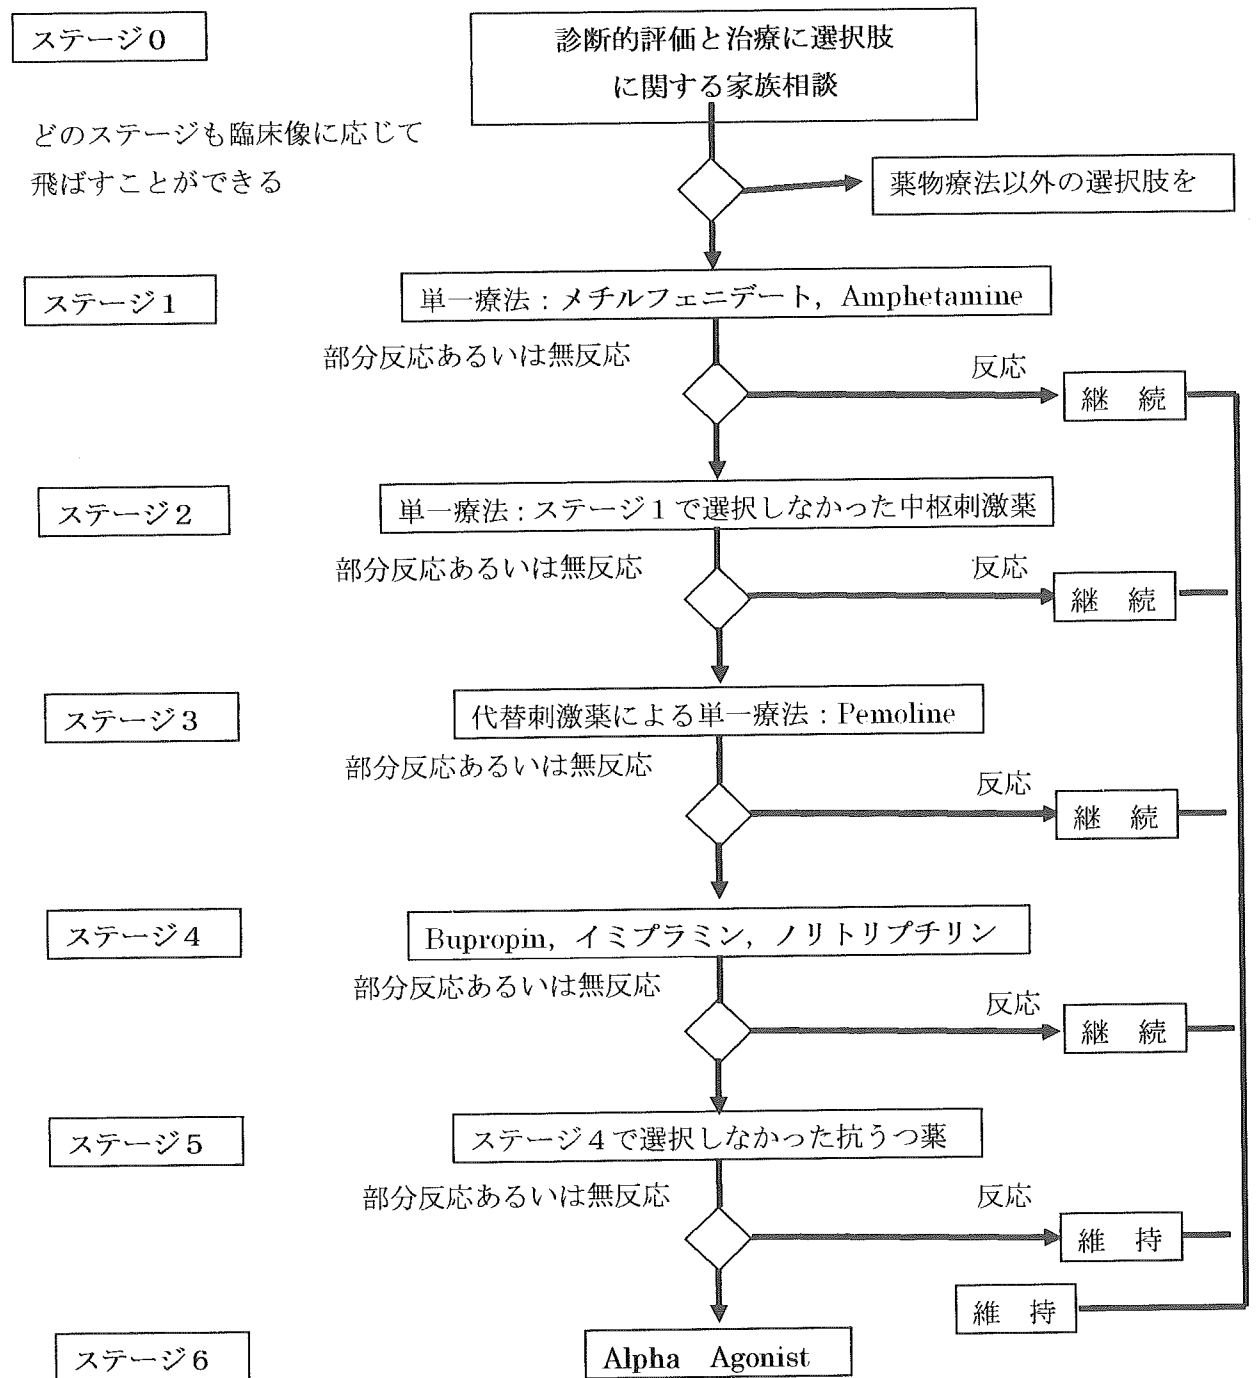 ステージ0
診断的評価と治療に選択肢
に関する家族相談
どのステージも臨床像に応じて
飛ばすことができる
薬物療法以外の選択肢を
ステージ1
単一療法：メチルフェニデート，Amphetamine
部分反応あるいは無反応
反応
継　続
ステージ2
単一療法：ステージ1で選択しなかった中枢刺激薬
部分反応あるいは無反応
反応
継　続
ステージ3
代替刺激薬による単一療法：Pemoline
部分反応あるいは無反応
反応
継　続
ステージ4
Bupropin，イミプラミン，ノリトリプチリン
部分反応あるいは無反応
反応
継　続
ステージ5
ステージ4で選択しなかった抗うつ薬
部分反応あるいは無反応
反応
維　持
維　持
ステージ6
Alpha　Agonist